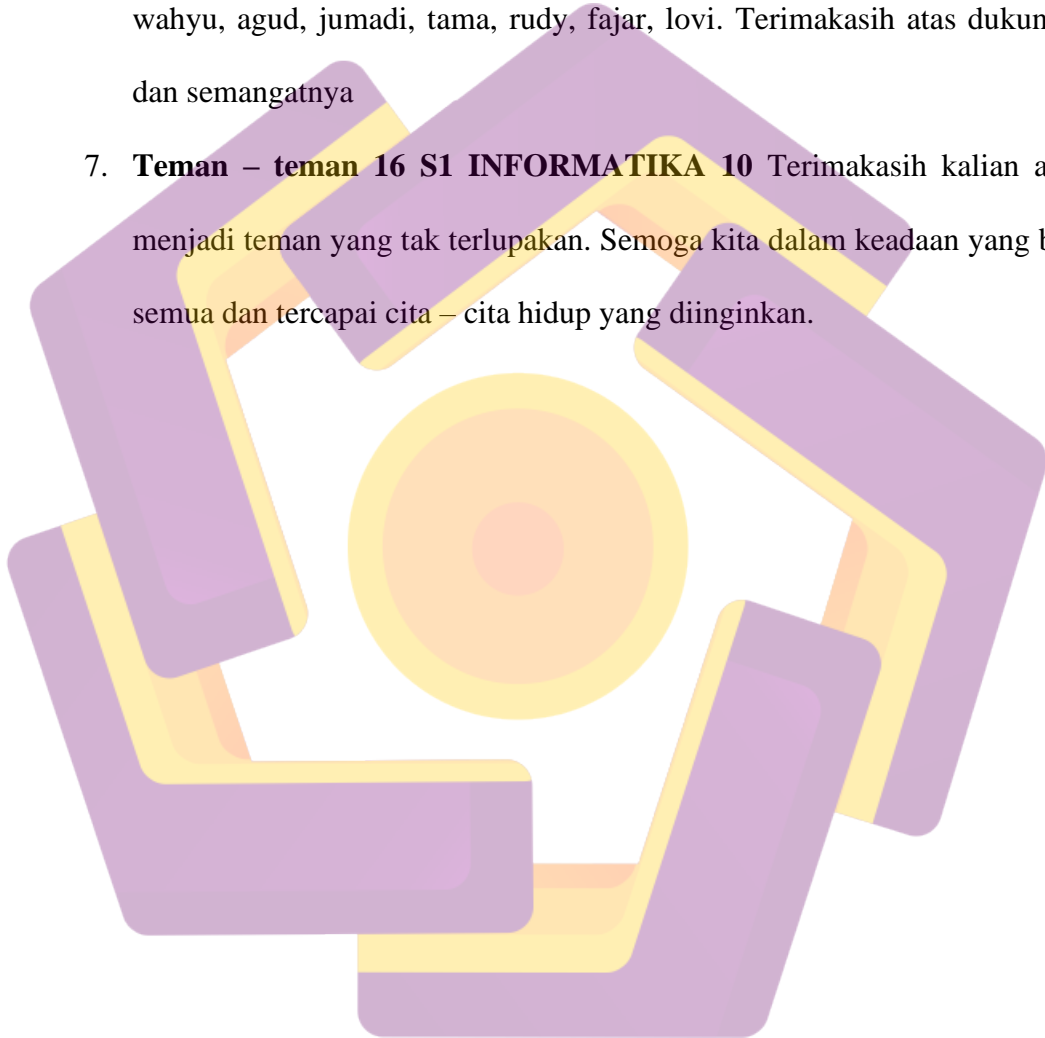 wahyu, agud, jumadi, tama, rudy, fajar, lovi. Terimakasih atas
dan semangatnya
7. Teman – teman 16 S1 INFORMATIKA 10 Terimakasih kalian
menjadi teman yang tak terlupakan. Semoga kita dalam keadaan yang
semua dan tercapai cita – cita hidup yang diinginkan.